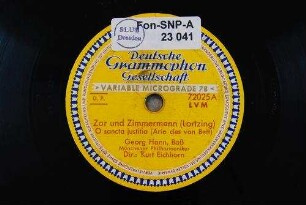 SLUB
Dresden
Fon-SNP-A
23 041
Deutsche
Grammophon
Gesellschaft
VARIABLE MICROGRADE 78
72025A
LVM
Zar und Zimmermann (Lortzing)
O sancta justitia (Arie des van Bett)
Georg Hann, Baß
Münchner Philharmoniker
Dir.: Kurt Eichhorn